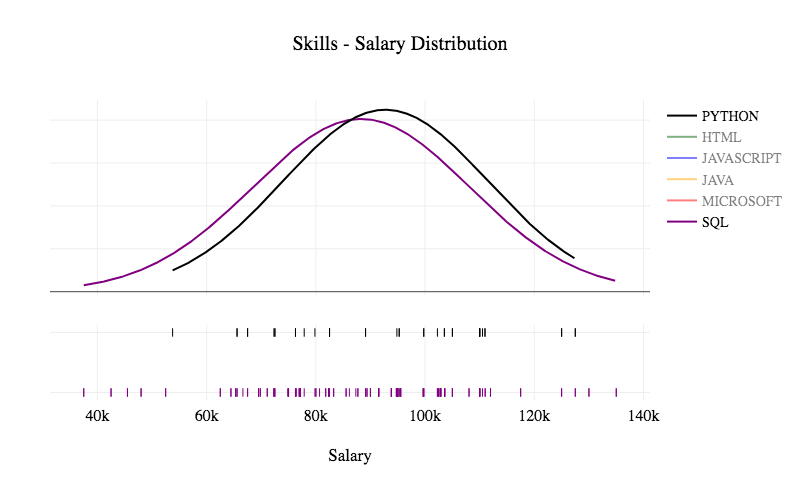 Skills - Salary Distribution
PYTHON
HTML
JAVASCRIPT
JAVA
MICROSOFT
SQL
40k 60k 80k 100k 120k 140k
Salary